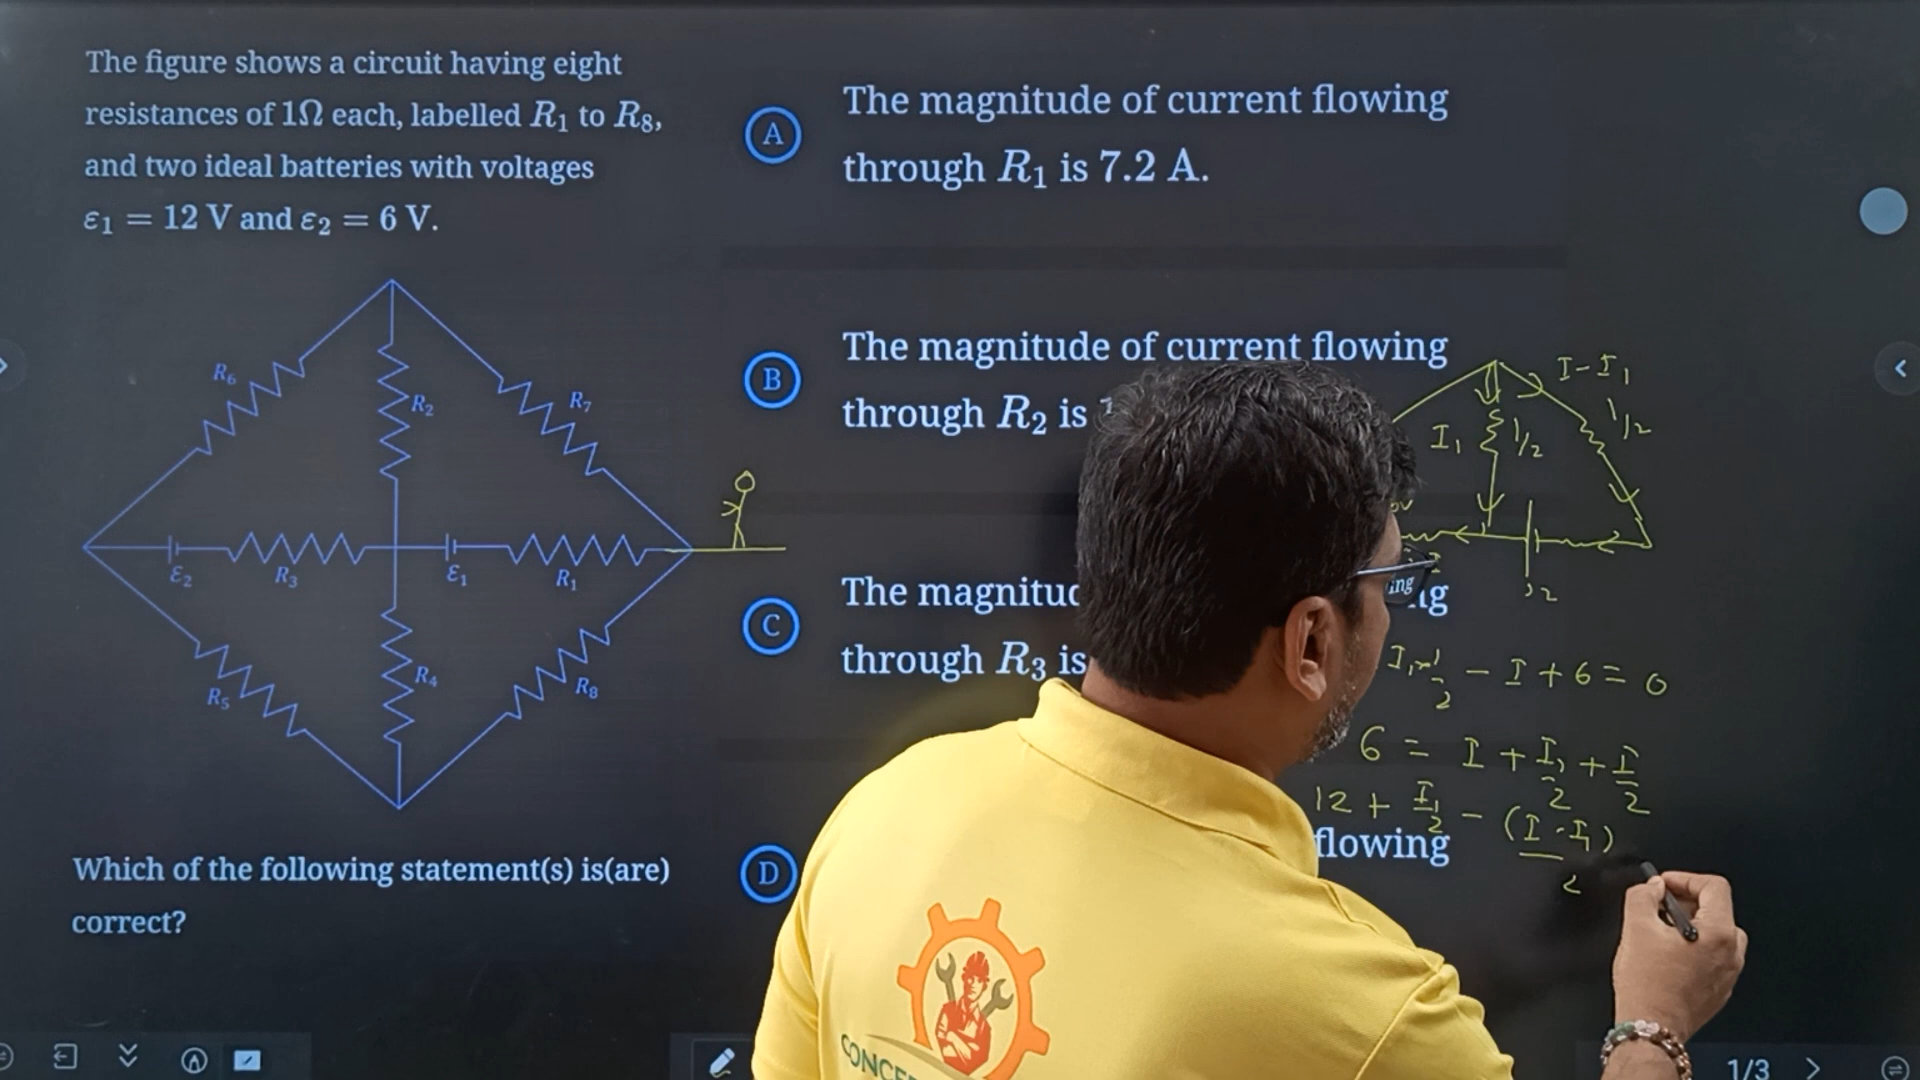 The figure shows a circuit having eight
resistances of 1Ω each, labelled R₁ to R₈,
and two ideal batteries with voltages
ε₁ = 12 V and ε₂ = 6 V.
R₆
R₂
R₇
ε₂
R₃
ε₁
R₁
R₅
R₄
R₈
Which of the following statement(s) is(are)
correct?
A
The magnitude of current flowing
through R₁ is 7.2 A.
B
The magnitude of current flowing
through R₂ is
C
The
through R₃ is
D
flowing
I-I₁
I₁
1/2
1/2
- I + 6 = 0
6 = I + I₁/2 + I/2
12 + I₁/2 - (I-I₁)/2
1/3